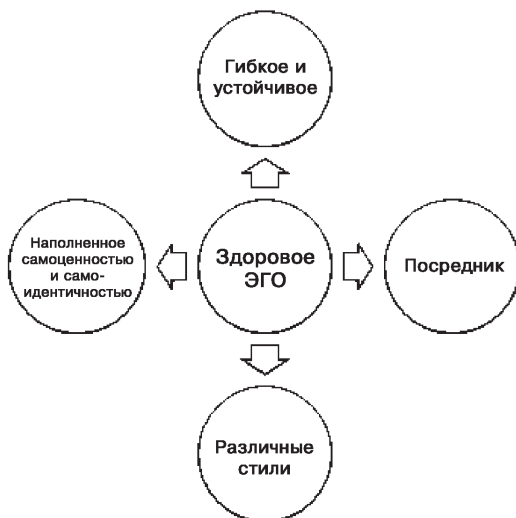 Гибкое и
устойчивое
Наполненное
самоценностью
и само-
идентичностью
Здоровое
ЭГО
Посредник
Различные
стили